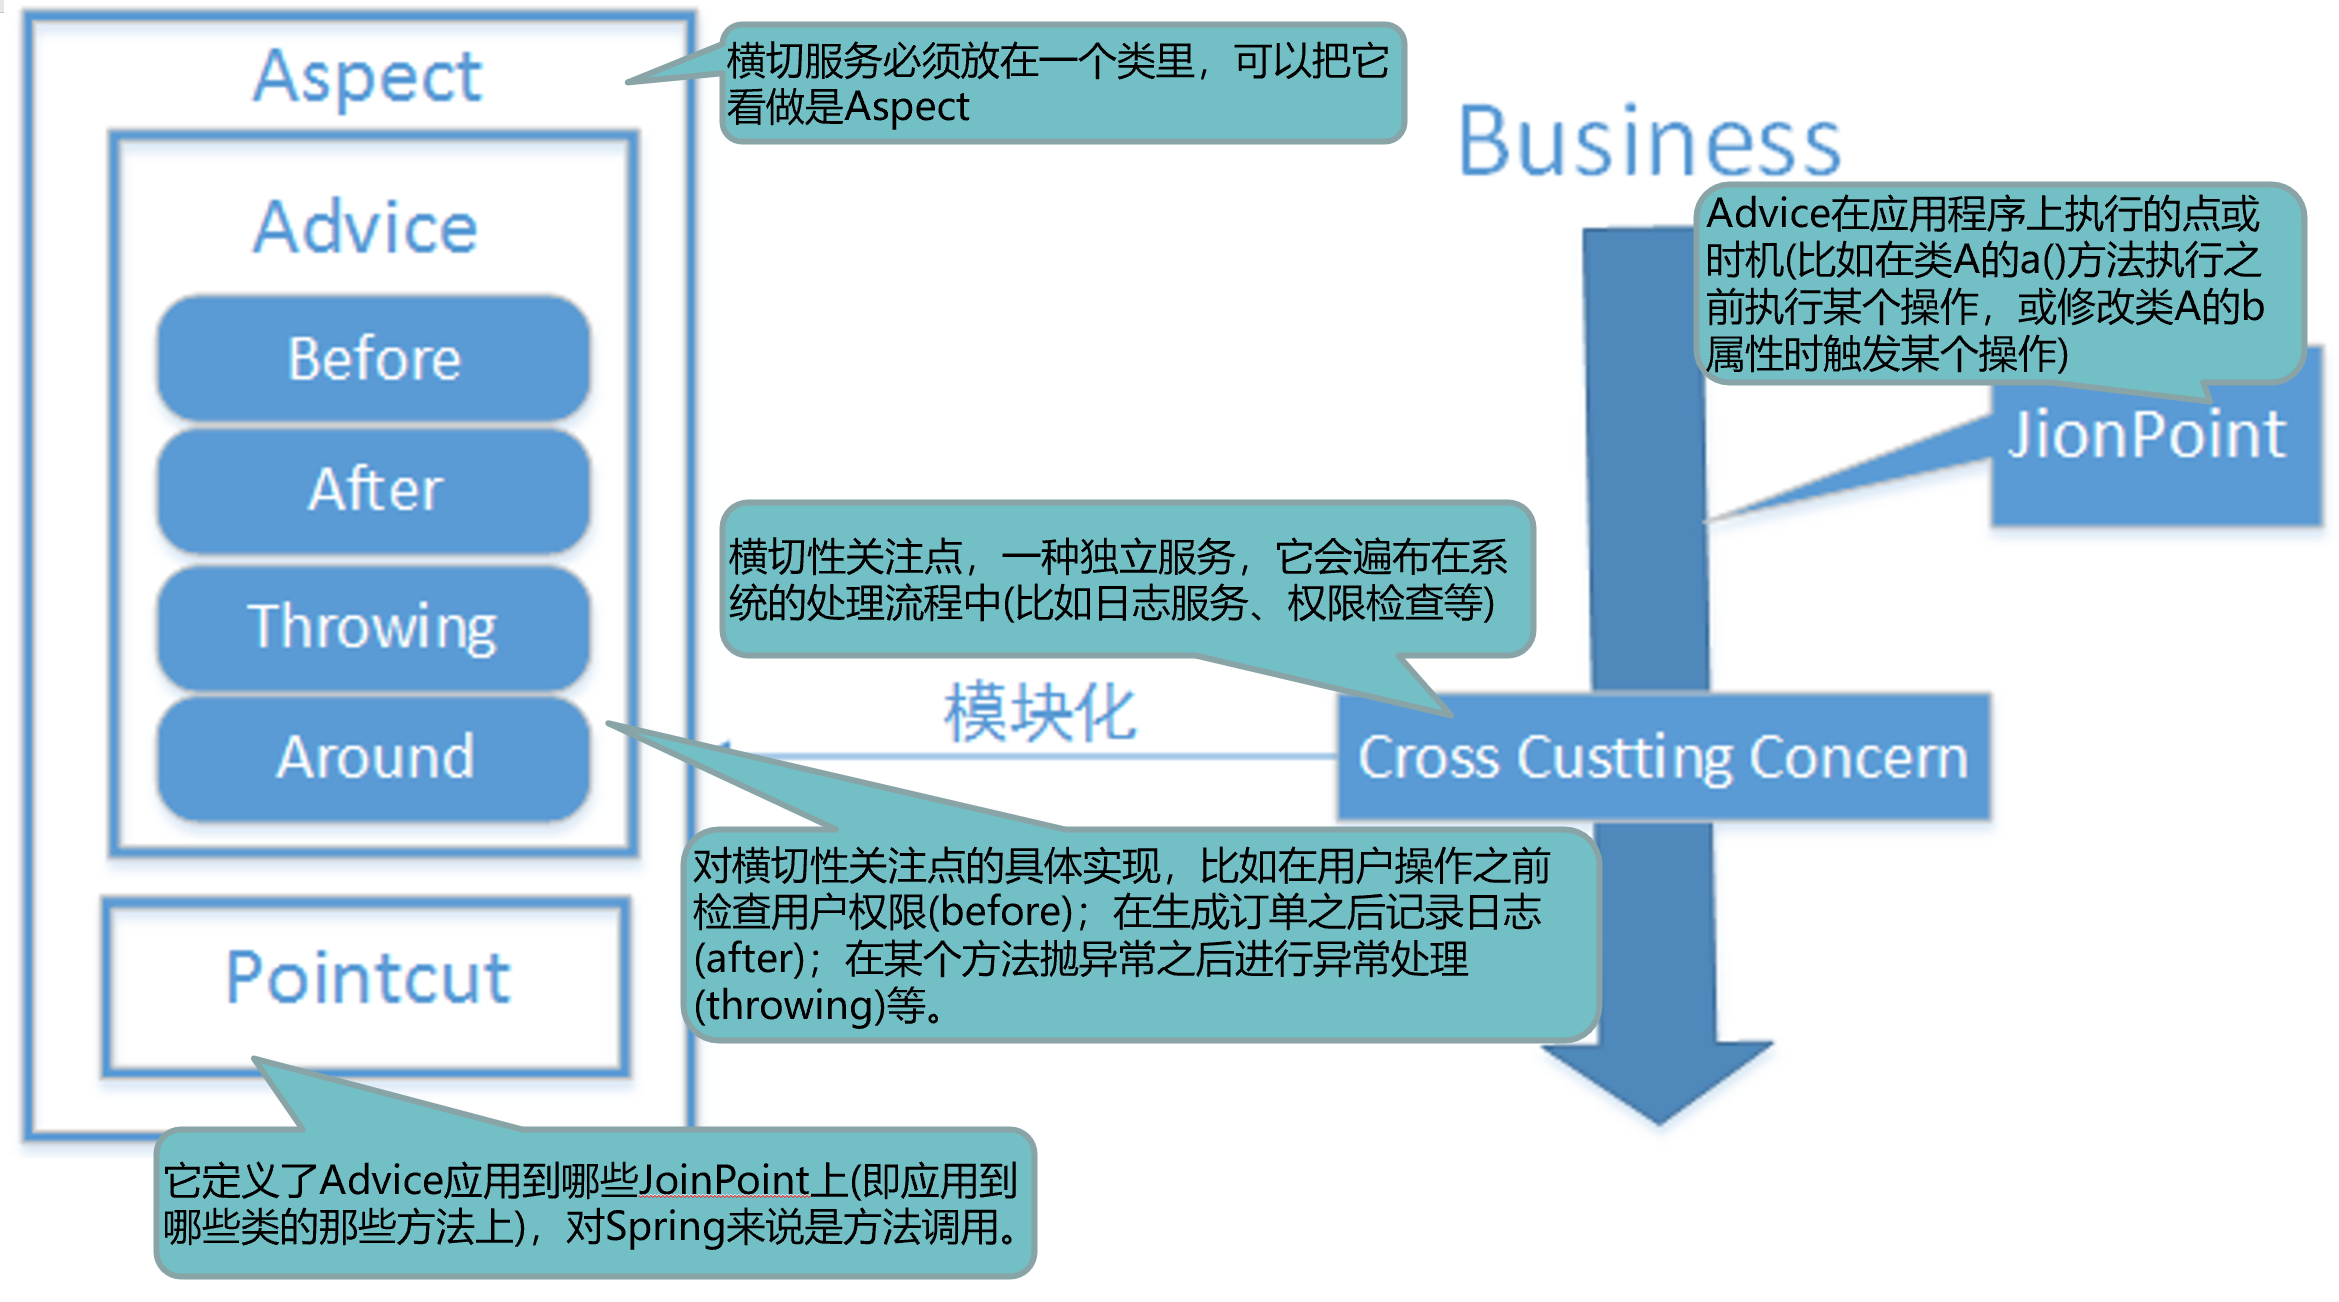 Aspect
横切服务必须放在一个类里，可以把它
看做是Aspect
Business
Advice
Before
After
Throwing
Around
Advice在应用程序上执行的点或
时机(比如在类A的a()方法执行之
前执行某个操作，或修改类A的b
属性时触发某个操作)
JionPoint
横切性关注点，一种独立服务，它会遍布在系
统的处理流程中(比如日志服务、权限检查等)
模块化
Cross Custting Concern
对横切性关注点的具体实现，比如在用户操作之前
检查用户权限(before)；在生成订单之后记录日志
(after)；在某个方法抛异常之后进行异常处理
(throwing)等。
Pointcut
它定义了Advice应用到哪些JoinPoint上(即应用到
哪些类的那些方法上)，对Spring来说是方法调用。